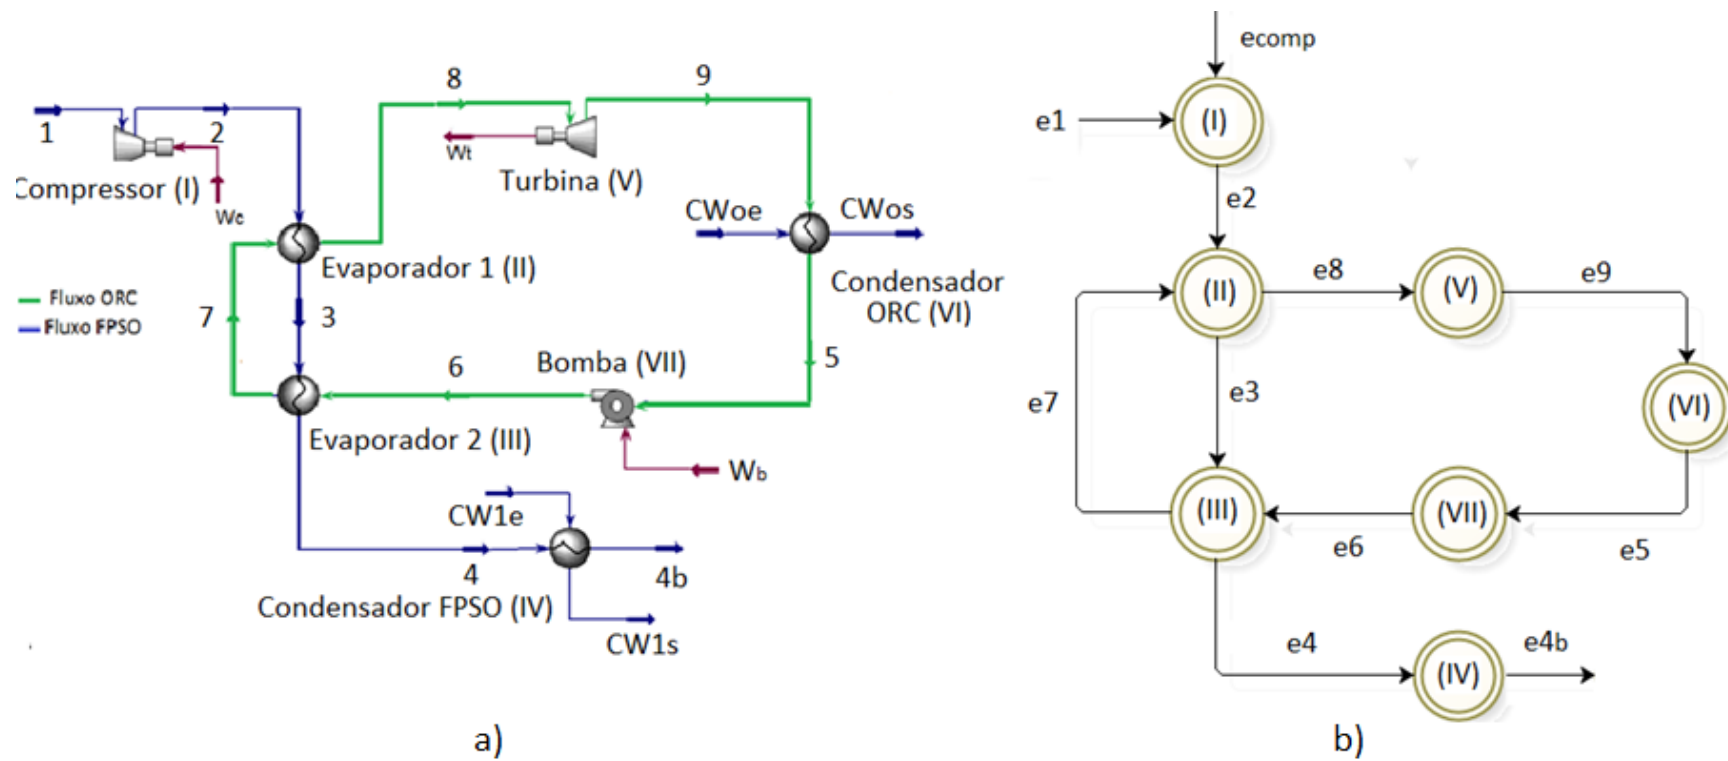 8
9
1
2
Wt
Compressor (I)
Wc
Turbina (V)
CWoe
CWos
Evaporador 1 (II)
Condensador
ORC (VI)
Fluxo ORC
Fluxo FPSO
7
3
6
Bomba (VII)
5
Evaporador 2 (III)
Wb
CW1e
4
4b
Condensador FPSO (IV)
CW1s
a)
ecomp
e1
(I)
e2
(II)
e8
(V)
e9
e7
e3
(VI)
(III)
e6
(VII)
e5
e4
(IV)
e4b
b)